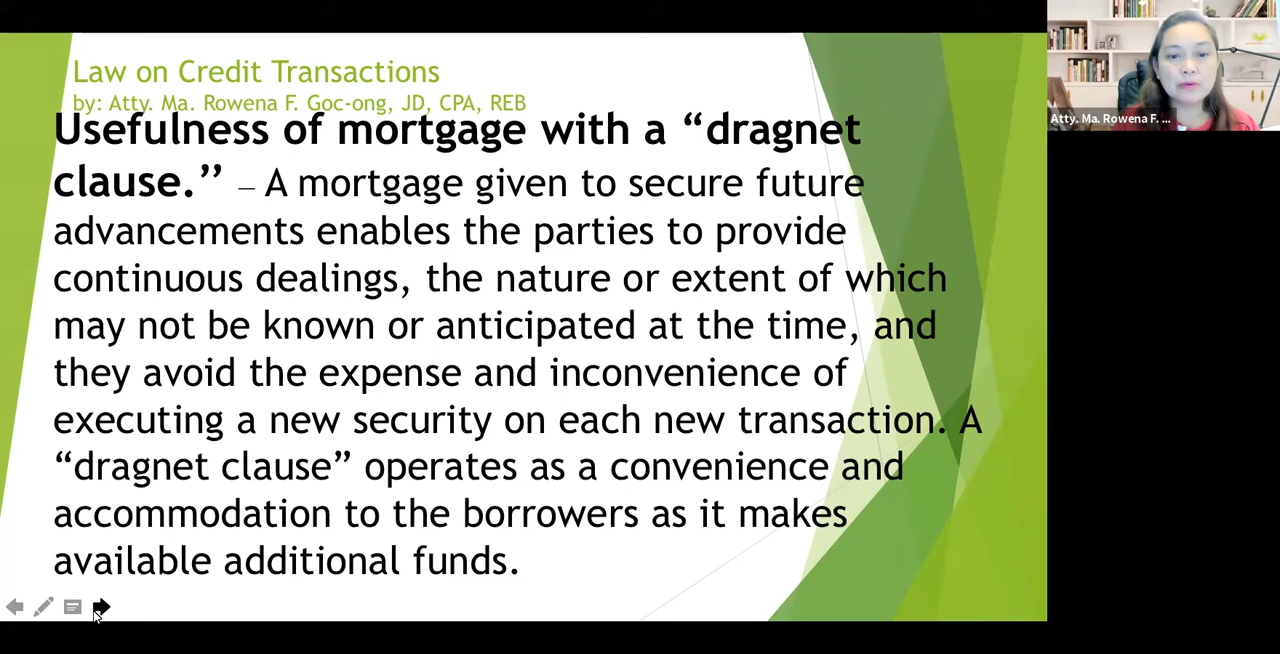 Law on Credit Transactions
by: Atty. Ma. Rowena F. Goc-ong, JD, CPA, REB
Usefulness of mortgage with a “dragnet
clause.” – A mortgage given to secure future
advancements enables the parties to provide
continuous dealings, the nature or extent of which
may not be known or anticipated at the time, and
they avoid the expense and inconvenience of
executing a new security on each new transaction. A
“dragnet clause” operates as a convenience and
accommodation to the borrowers as it makes
available additional funds.
Atty. Ma. Rowena F. ...